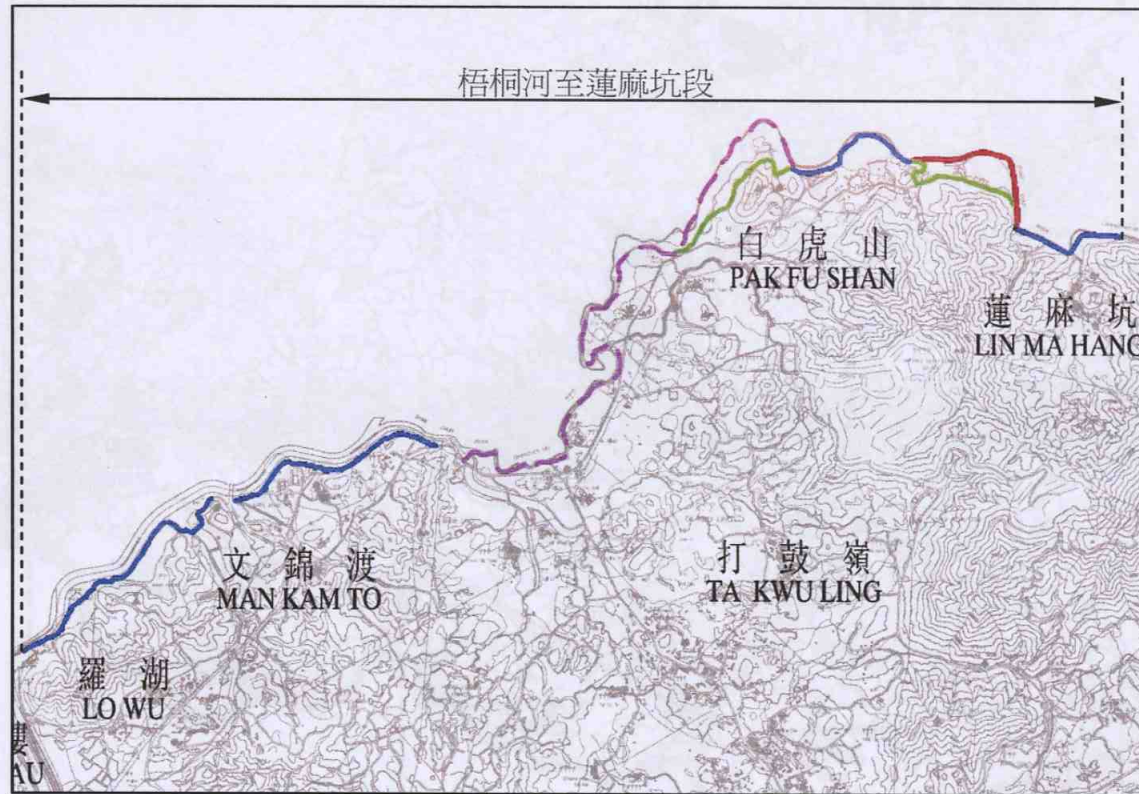 梧桐河至蓮麻坑段
白虎山
PAK FU SHAN
蓮麻坑
LIN MA HANG
文錦渡
MAN KAM TO
打鼓嶺
TA KWU LING
羅湖
LO WU
AU